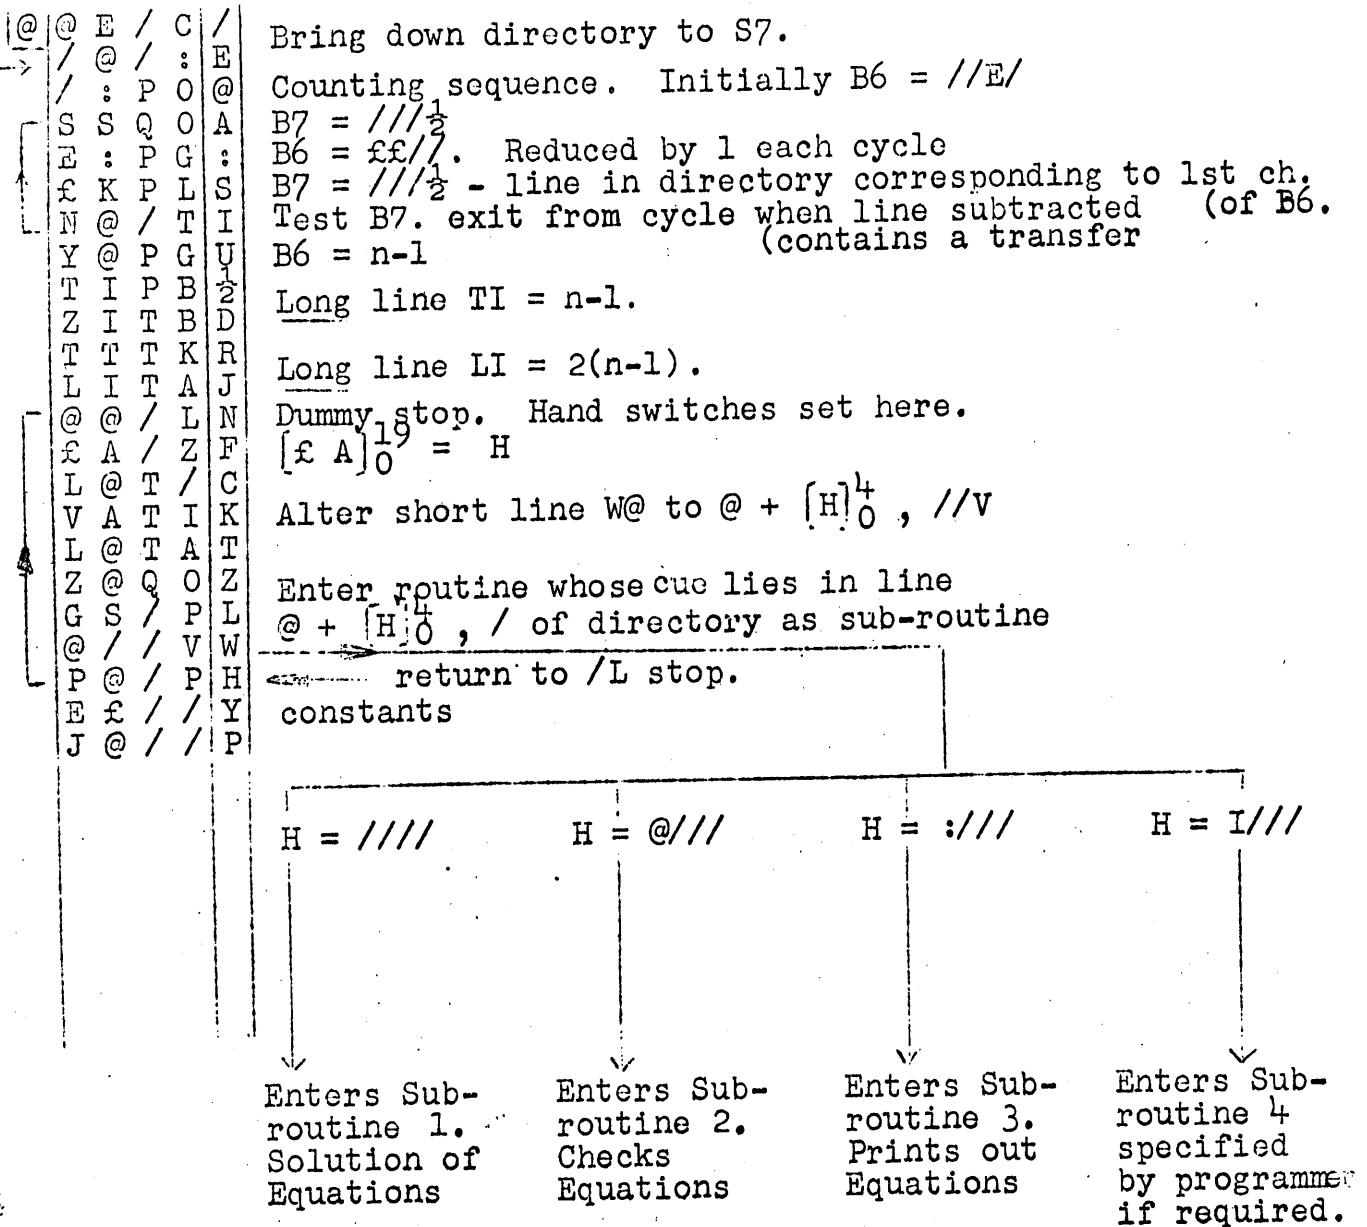 @ @ E / C / Bring down directory to S7.
/ @ / : E
/ : P O @ Counting sequence. Initially B6 = //E/
S S Q O A B7 = ///½
E : P G : B6 = ££//. Reduced by 1 each cycle
£ K P L S B7 = ///½ - line in directory corresponding to 1st ch.
N @ / T I Test B7. exit from cycle when line subtracted (of B6.
Y @ P G U B6 = n-1 (contains a transfer
T I P B ½ Long line TI = n-1.
Z I T B D
T T T K R Long line LI = 2(n-1).
L I T A J
@ @ / L N Dummy stop. Hand switches set here.
£ A / Z F [£ A]₀¹⁹ = H
L @ T / C
V A T I K Alter short line W@ to @ + [H]₀⁴ , //V
L @ T A T
Z @ Q O Z Enter routine whose cue lies in line
G S / P L @ + [H]₀⁴ , / of directory as sub-routine
@ / / V W
P @ / P H return to /L stop.
E £ / / Y constants
J @ / / P
H = //// H = @/// H = :/// H = I///
Enters Sub- Enters Sub- Enters Sub- Enters Sub-
routine 1. routine 2. routine 3. routine 4
Solution of Checks Prints out specified
Equations Equations Equations by programmer
if required.